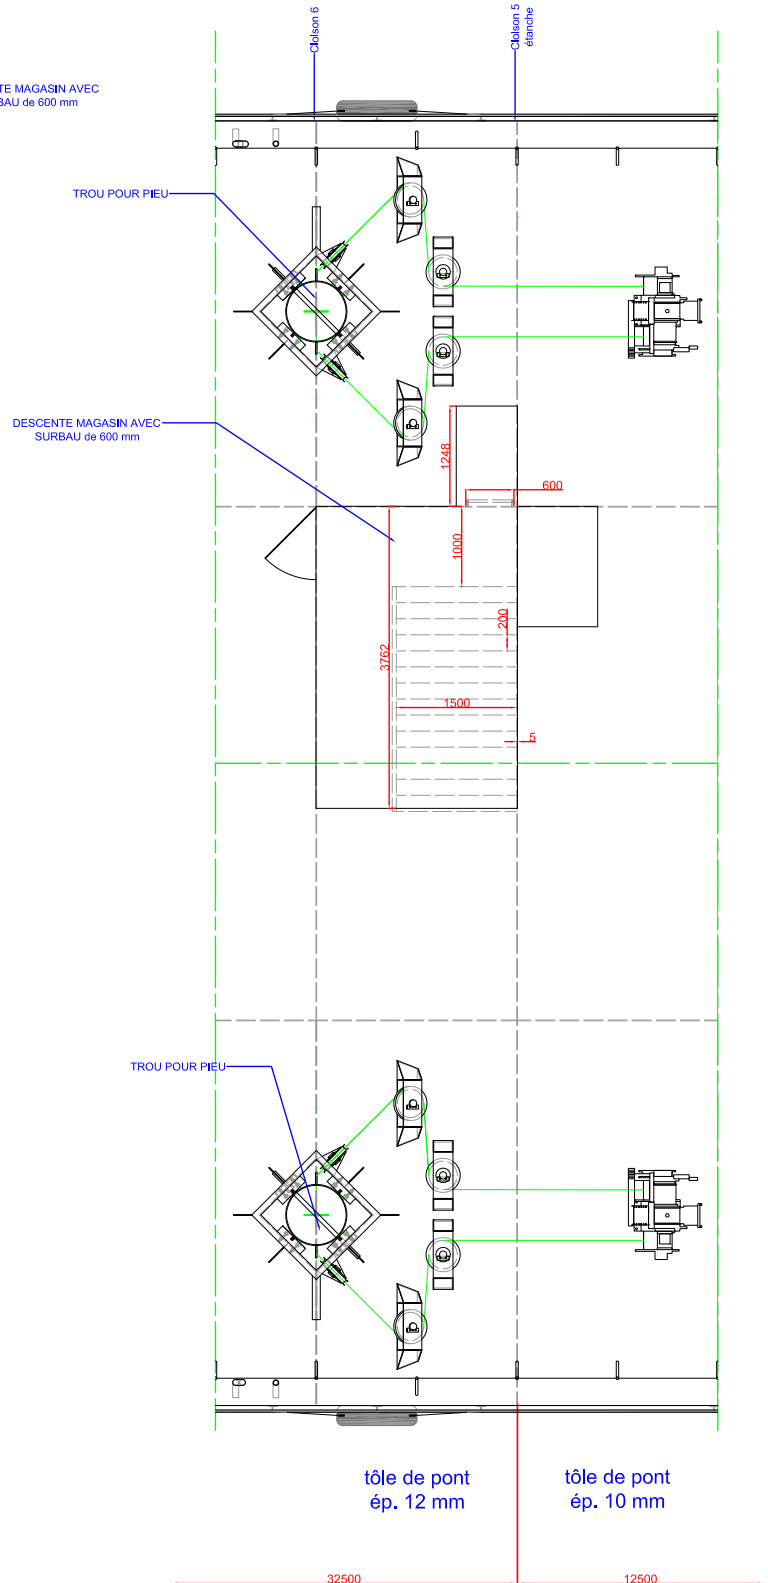 Cloison 6
Cloison 5
étanche
TE MAGASIN AVEC
BAU de 600 mm
TROU POUR PIEU
DESCENTE MAGASIN AVEC
SURBAU de 600 mm
1248
600
1000
200
3762
1500
5
TROU POUR PIEU
tôle de pont
ép. 12 mm
tôle de pont
ép. 10 mm
32500
12500